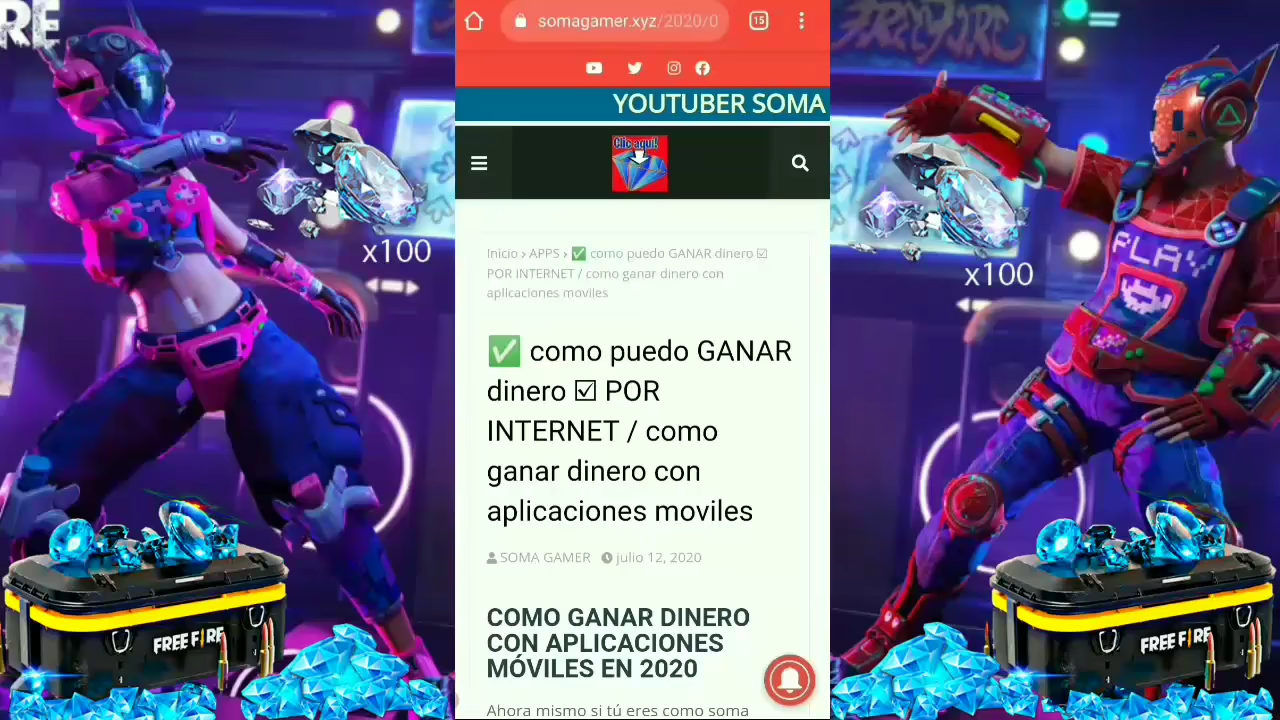 RE
somagamer.xyz/2020/0
15
YOUTUBER SOMA
Clic aqui!
x100
x100
Inicio › APPS › ✅ como puedo GANAR dinero ☑
POR INTERNET / como ganar dinero con
aplicaciones moviles
✅ como puedo GANAR
dinero ☑ POR
INTERNET / como
ganar dinero con
aplicaciones moviles
SOMA GAMER julio 12, 2020
COMO GANAR DINERO
CON APLICACIONES
MÓVILES EN 2020
Ahora mismo si tú eres como soma
PLAY
FREE FIRE
FREE FIRE